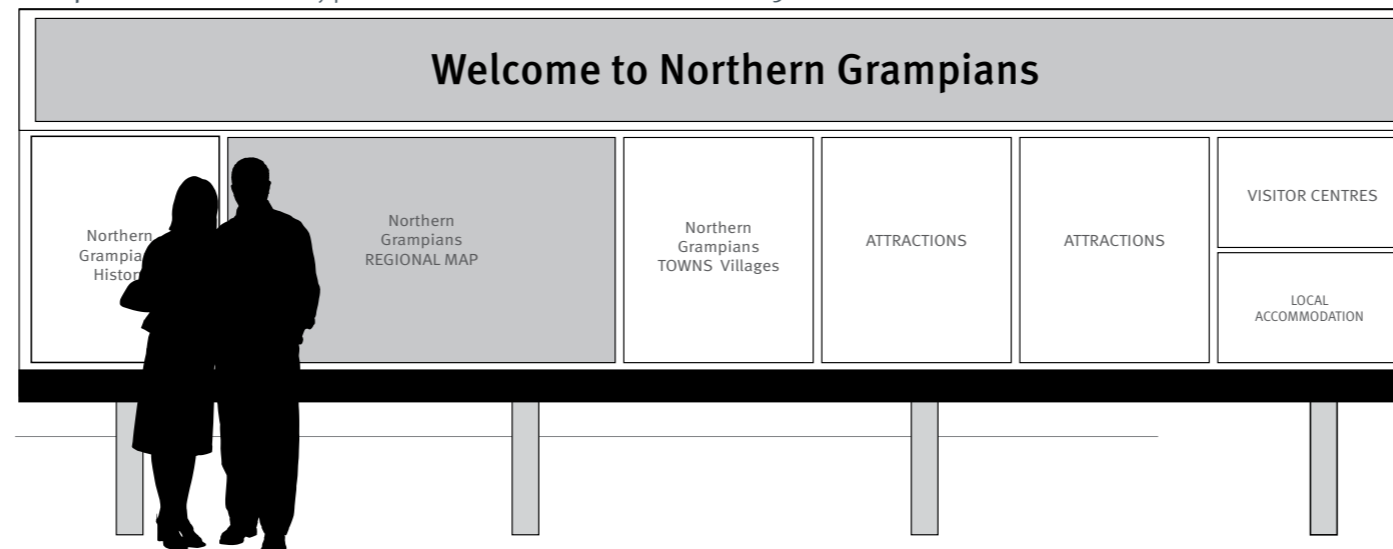 Welcome to Northern Grampians
Northern
Northern
Grampians
REGIONAL MAP
Northern
Grampians
TOWNS Villages
ATTRACTIONS
ATTRACTIONS
VISITOR CENTRES
LOCAL
ACCOMMODATION